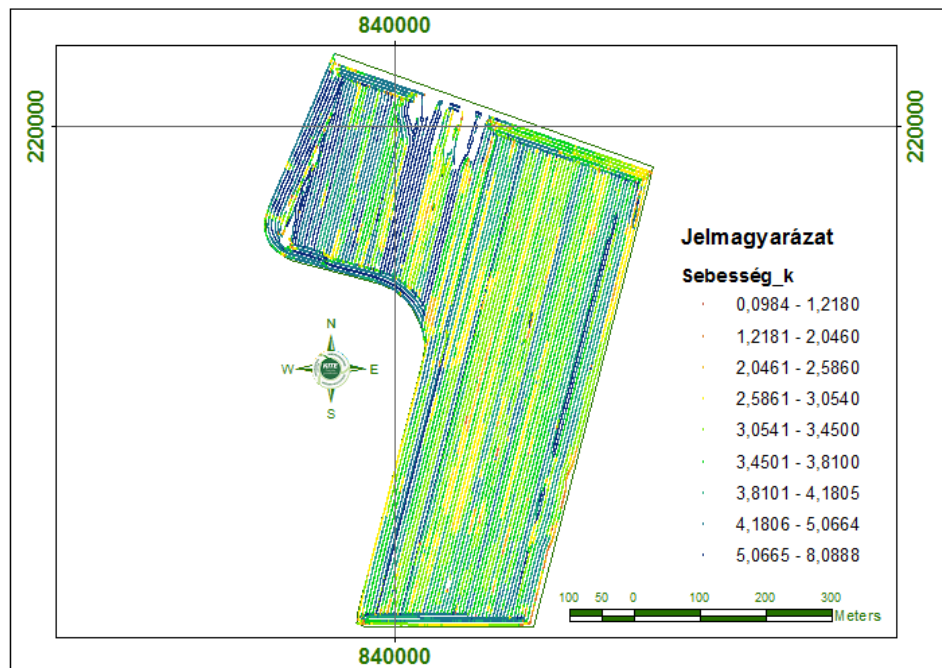 840000
220000
220000
Jelmagyarázat
Sebesség_k
0,0984 - 1,2180
1,2181 - 2,0460
2,0461 - 2,5860
2,5861 - 3,0540
3,0541 - 3,4500
3,4501 - 3,8100
3,8101 - 4,1805
4,1806 - 5,0664
5,0665 - 8,0888
N
W
KITE
E
S
100 50 0 100 200 300
Meters
840000